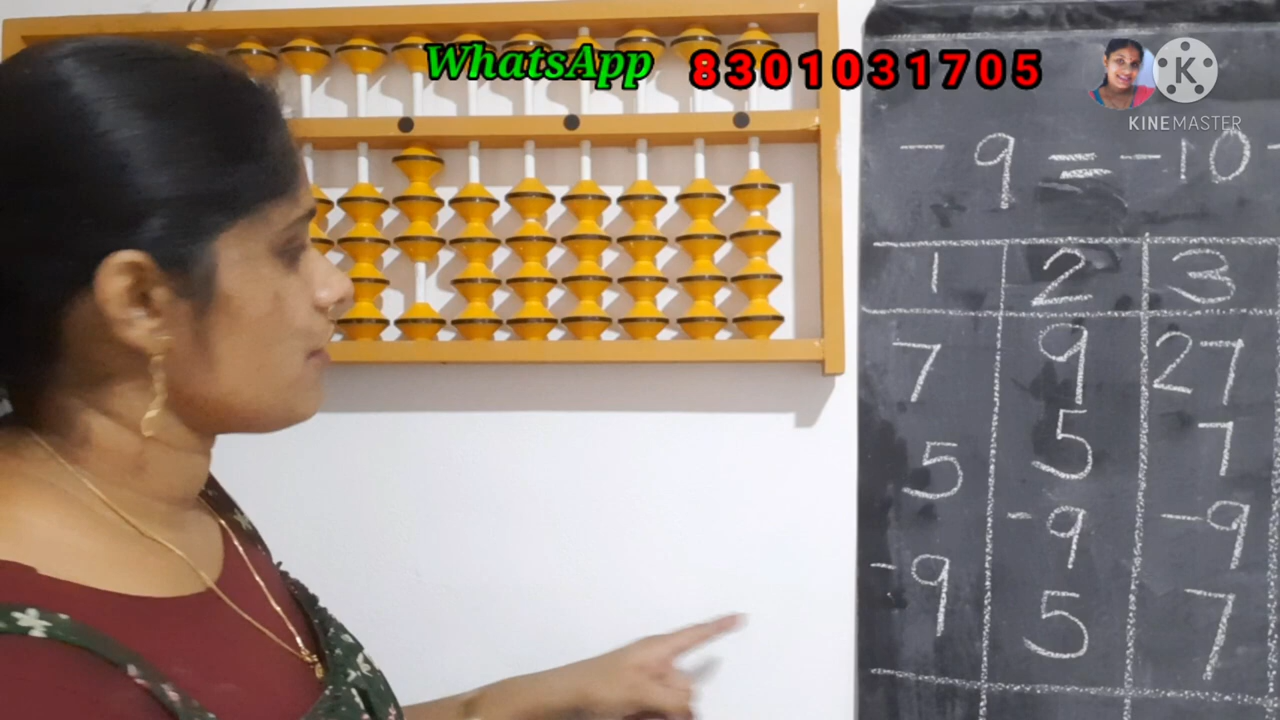 WhatsApp 8301031705
K
KINEMASTER
- 9 = -10 -
1 2 3
7 9 27
5 5 7
-9 -9 -9
5 7